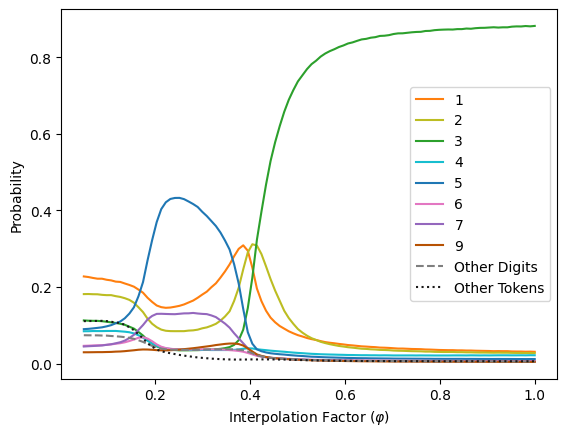 0.8
0.6
0.4
0.2
0.0
Probability
1
2
3
4
5
6
7
9
Other Digits
Other Tokens
0.2 0.4 0.6 0.8 1.0
Interpolation Factor (φ)